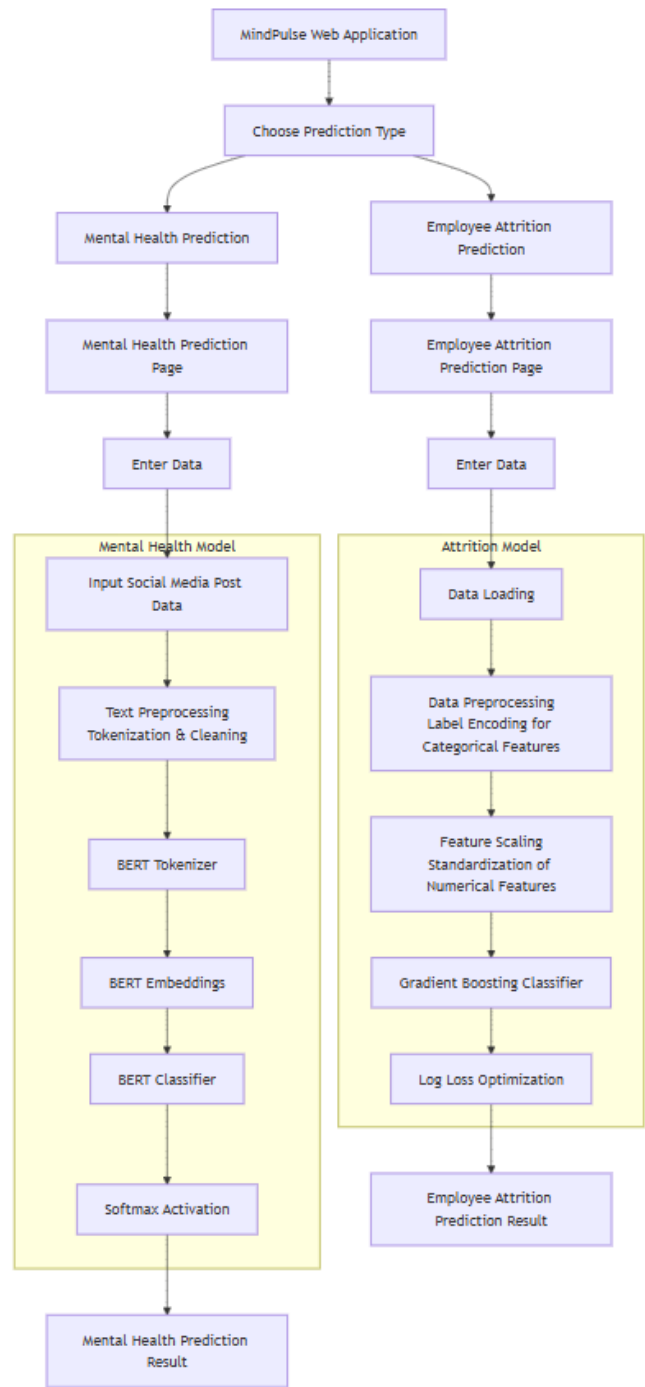 MindPulse Web Application
Choose Prediction Type
Mental Health Prediction
Employee Attrition
Prediction
Mental Health Prediction
Page
Employee Attrition
Prediction Page
Enter Data
Enter Data
Mental Health Model
Input Social Media Post
Data
Text Preprocessing
Tokenization & Cleaning
BERT Tokenizer
BERT Embeddings
BERT Classifier
Softmax Activation
Mental Health Prediction
Result
Attrition Model
Data Loading
Data Preprocessing
Label Encoding for
Categorical Features
Feature Scaling
Standardization of
Numerical Features
Gradient Boosting Classifier
Log Loss Optimization
Employee Attrition
Prediction Result